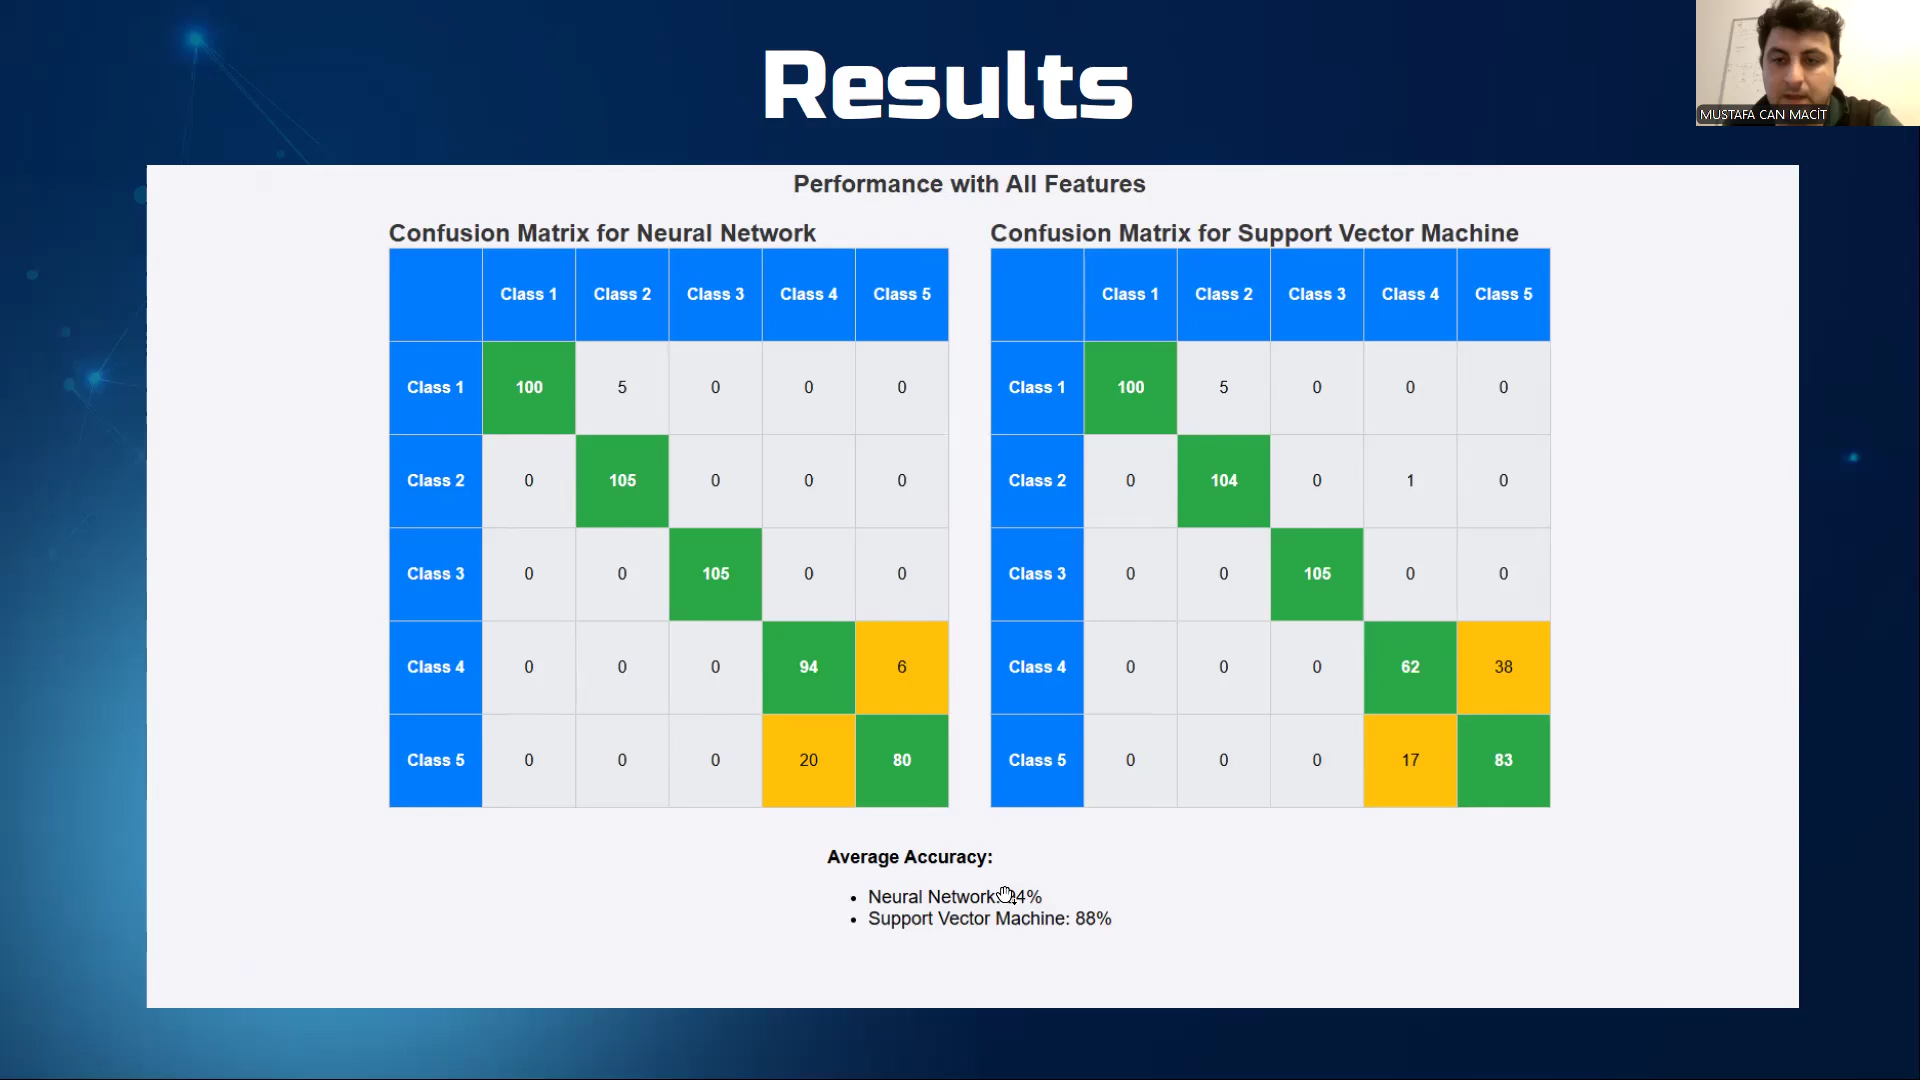 Results
MUSTAFA CAN MACİT
Performance with All Features
Confusion Matrix for Neural Network
Class 1 Class 2 Class 3 Class 4 Class 5
Class 1 100 5 0 0 0
Class 2 0 105 0 0 0
Class 3 0 0 105 0 0
Class 4 0 0 0 94 6
Class 5 0 0 0 20 80
Confusion Matrix for Support Vector Machine
Class 1 Class 2 Class 3 Class 4 Class 5
Class 1 100 5 0 0 0
Class 2 0 104 0 1 0
Class 3 0 0 105 0 0
Class 4 0 0 0 62 38
Class 5 0 0 0 17 83
Average Accuracy:
• Neural Network:
• Support Vector Machine: 88%